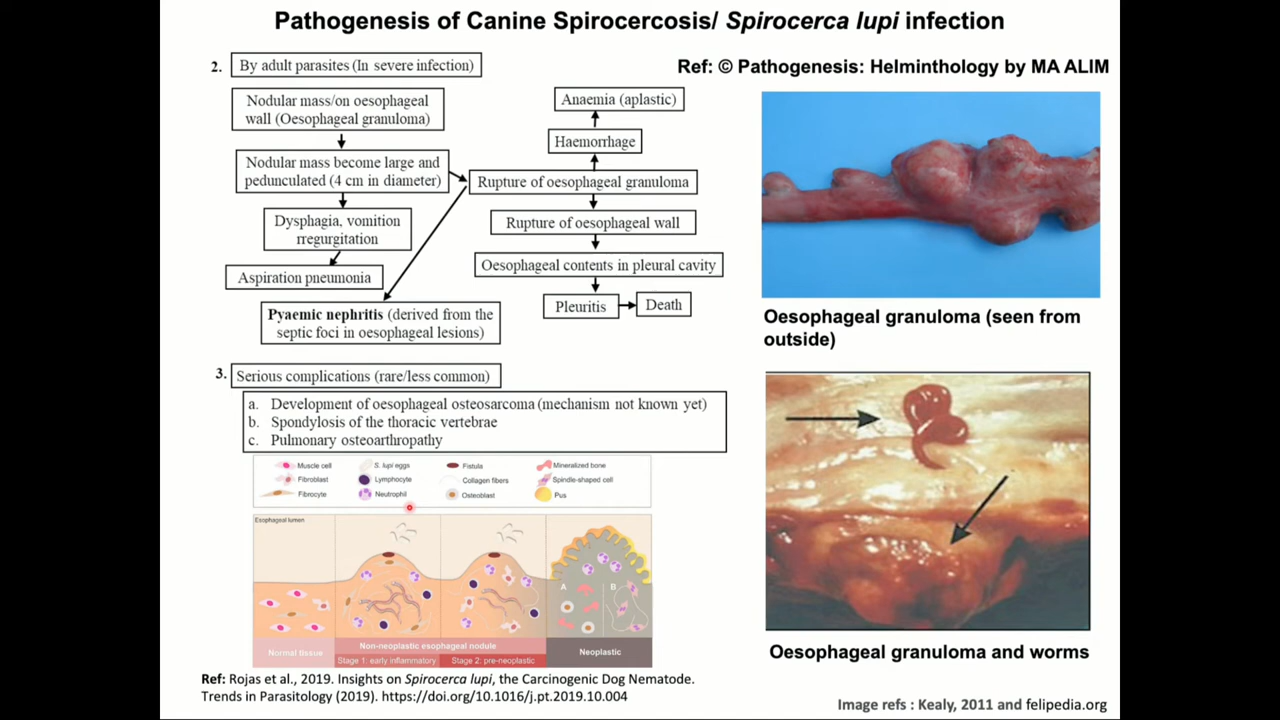 Pathogenesis of Canine Spirocercosis/ Spirocerca lupi infection
Ref: © Pathogenesis: Helminthology by MA ALIM
2.
By adult parasites (In severe infection)
Nodular mass/on oesophageal
wall (Oesophageal granuloma)
Nodular mass become large and
pedunculated (4 cm in diameter)
Dysphagia, vomition
rregurgitation
Aspiration pneumonia
Pyaemic nephritis (derived from the
septic foci in oesophageal lesions)
Anaemia (aplastic)
Haemorrhage
Rupture of oesophageal granuloma
Rupture of oesophageal wall
Oesophageal contents in pleural cavity
Pleuritis
Death
Oesophageal granuloma (seen from
outside)
3.
Serious complications (rare/less common)
a. Development of oesophageal osteosarcoma (mechanism not known yet)
b. Spondylosis of the thoracic vertebrae
c. Pulmonary osteoarthropathy
Muscle cell
Fibroblast
Fibrocyte
S. lupi eggs
Lymphocyte
Neutrophil
Fistula
Collagen fibers
Osteoblast
Mineralized bone
Spindle-shaped cell
Pus
Esophageal lumen
A
B
Normal tissue
Non-neoplastic esophageal nodule
Stage 1: early inflammatory
Stage 2: pre-neoplastic
Neoplastic
Oesophageal granuloma and worms
Ref: Rojas et al., 2019. Insights on Spirocerca lupi, the Carcinogenic Dog Nematode.
Trends in Parasitology (2019). https://doi.org/10.1016/j.pt.2019.10.004
Image refs : Kealy, 2011 and felipedia.org